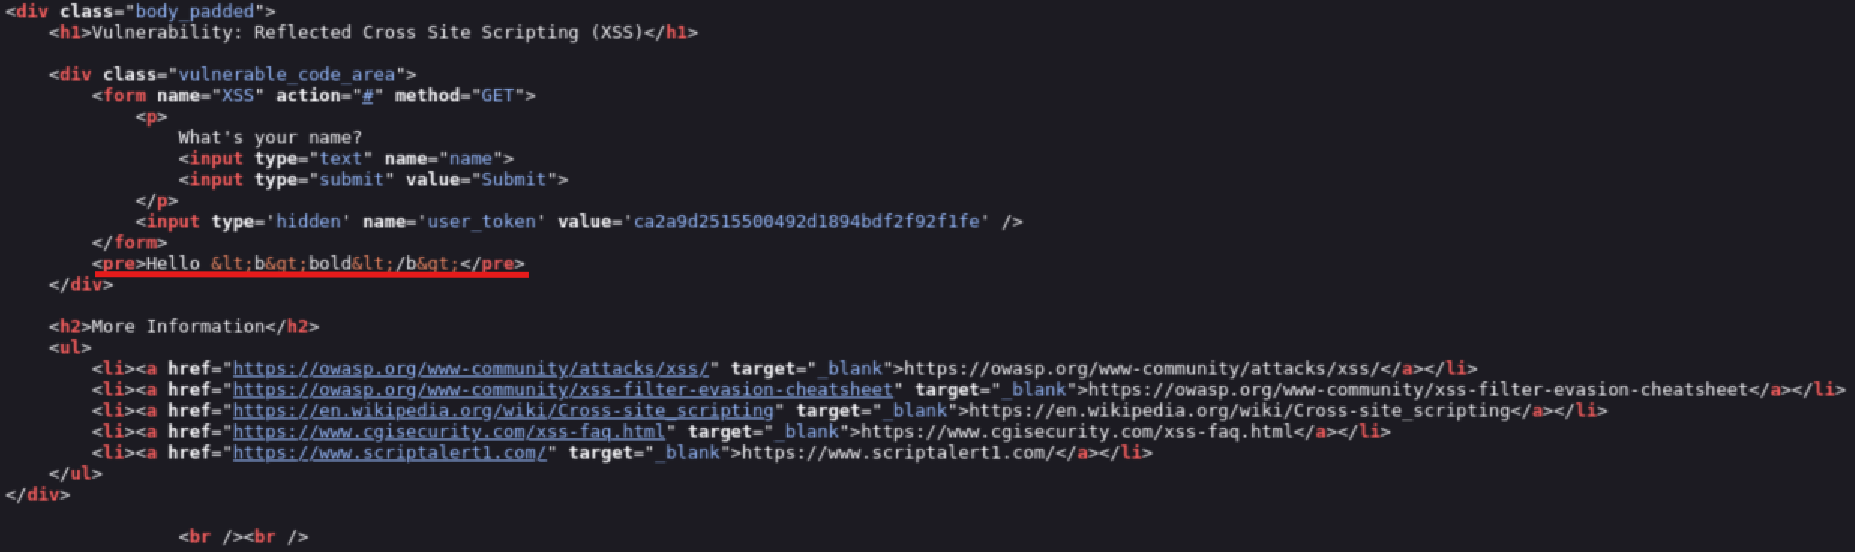 <div class="body_padded">
<h1>Vulnerability: Reflected Cross Site Scripting (XSS)</h1>
<div class="vulnerable_code_area">
<form name="XSS" action="#" method="GET">
<p>
What's your name?
<input type="text" name="name">
<input type="submit" value="Submit">
</p>
<input type='hidden' name='user_token' value='ca2a9d2515500492d1894bdf2f92f1fe' />
</form>
<pre>Hello &lt;b&gt;bold&lt;/b&gt;</pre>
</div>
<h2>More Information</h2>
<ul>
<li><a href="https://owasp.org/www-community/attacks/xss/" target="_blank">https://owasp.org/www-community/attacks/xss/</a></li>
<li><a href="https://owasp.org/www-community/xss-filter-evasion-cheatsheet" target="_blank">https://owasp.org/www-community/xss-filter-evasion-cheatsheet</a></li>
<li><a href="https://en.wikipedia.org/wiki/Cross-site_scripting" target="_blank">https://en.wikipedia.org/wiki/Cross-site_scripting</a></li>
<li><a href="https://www.cgisecurity.com/xss-faq.html" target="_blank">https://www.cgisecurity.com/xss-faq.html</a></li>
<li><a href="https://www.scriptalert1.com/" target="_blank">https://www.scriptalert1.com/</a></li>
</ul>
</div>
<br /><br />